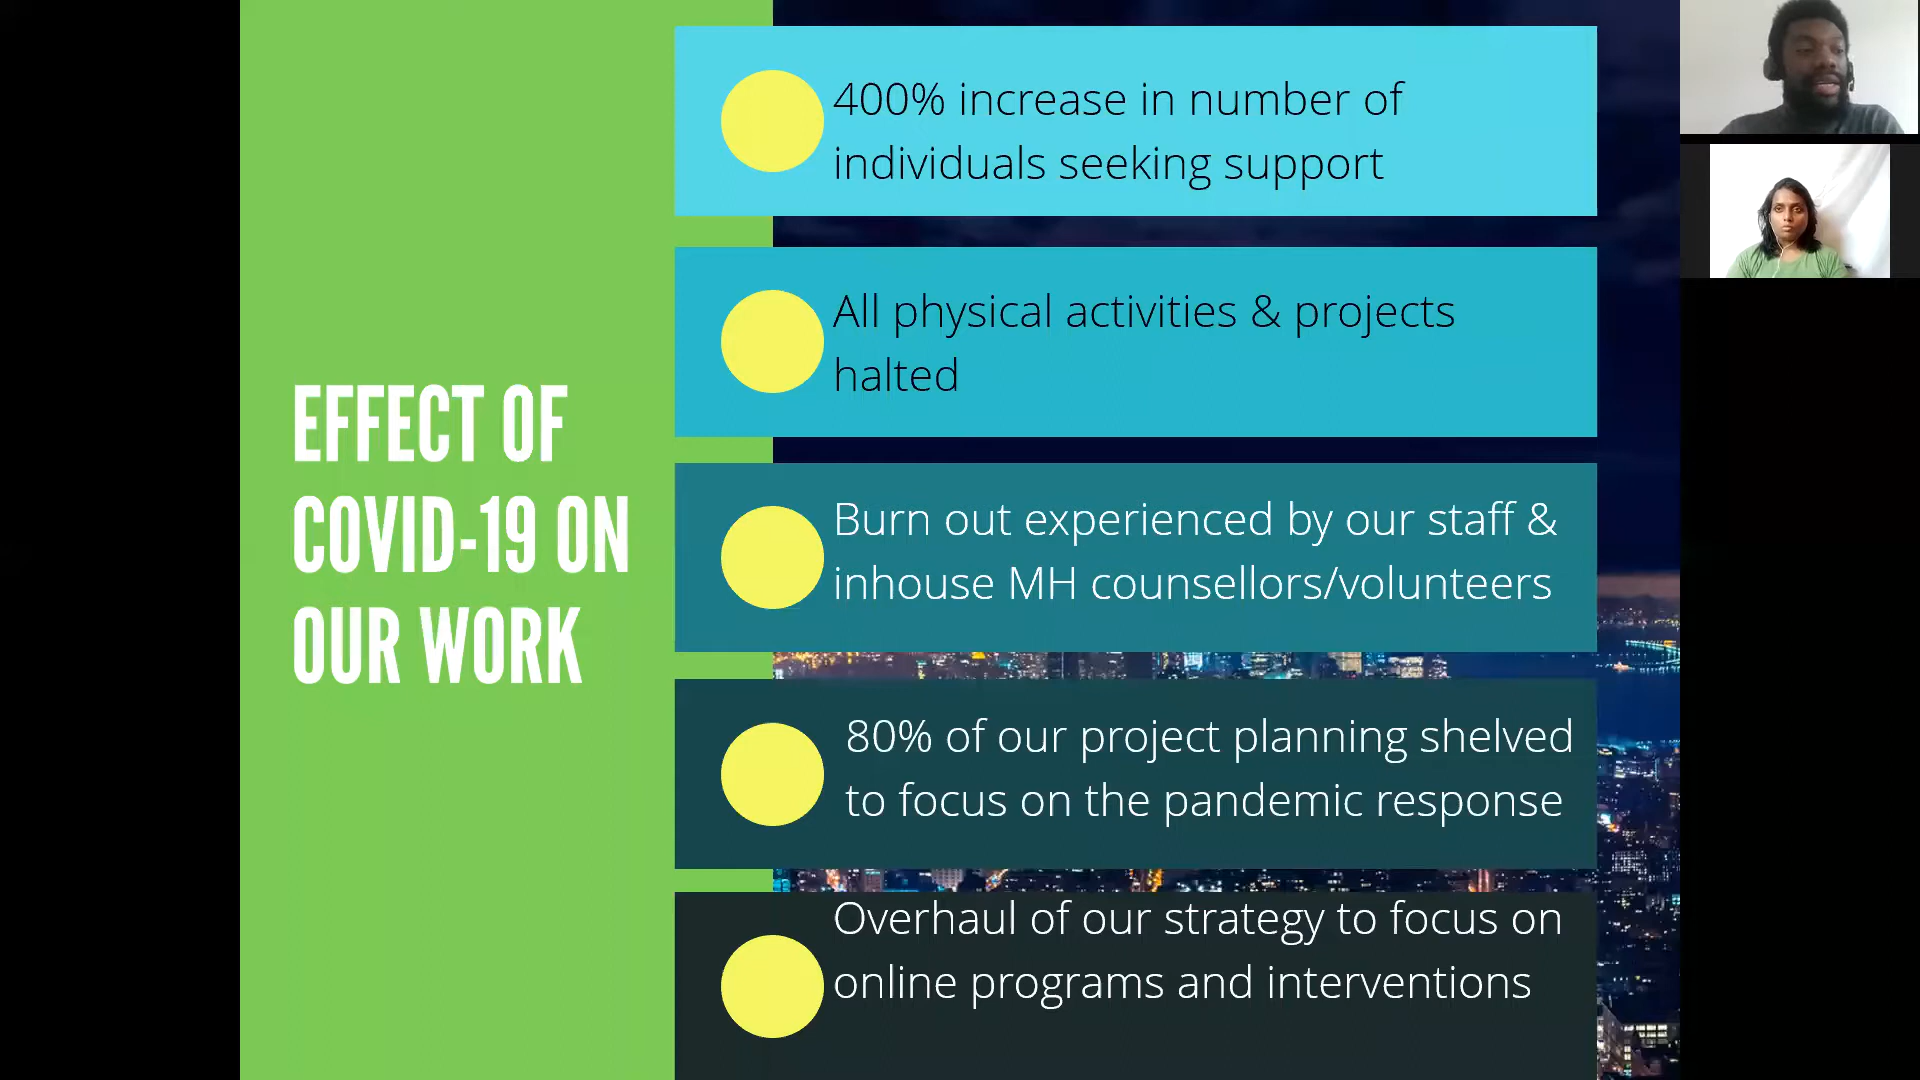 EFFECT OF
COVID-19 ON
OUR WORK
400% increase in number of
individuals seeking support
All physical activities & projects
halted
Burn out experienced by our staff &
inhouse MH counsellors/volunteers
80% of our project planning shelved
to focus on the pandemic response
Overhaul of our strategy to focus on
online programs and interventions